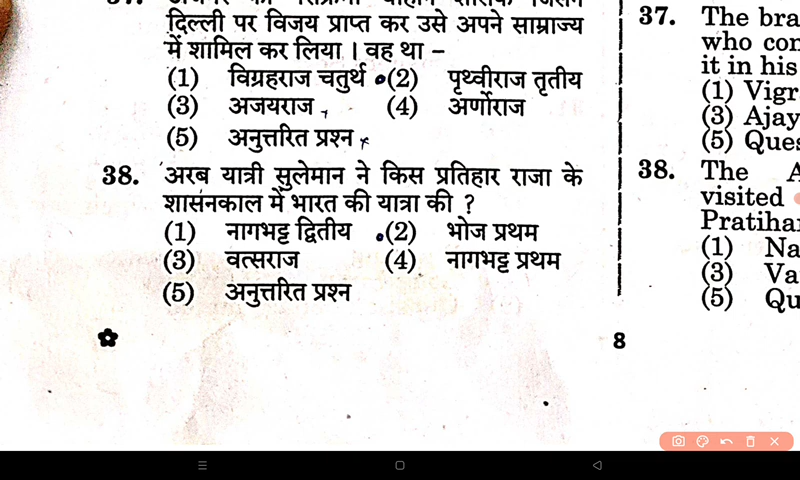 दिल्ली पर विजय प्राप्त कर उसे अपने साम्राज्य
में शामिल कर लिया । वह था –
(1) विग्रहराज चतुर्थ (2) पृथ्वीराज तृतीय
(3) अजयराज (4) अर्णोराज
(5) अनुत्तरित प्रश्न
38. अरब यात्री सुलेमान ने किस प्रतिहार राजा के
शासनकाल में भारत की यात्रा की ?
(1) नागभट्ट द्वितीय (2) भोज प्रथम
(3) वत्सराज (4) नागभट्ट प्रथम
(5) अनुत्तरित प्रश्न
8
37. The bra
who con
it in his
(1) Vigr
(3) Ajay
(5) Ques
38. The A
visited
Pratihar
(1) Na
(3) Va
(5) Qu